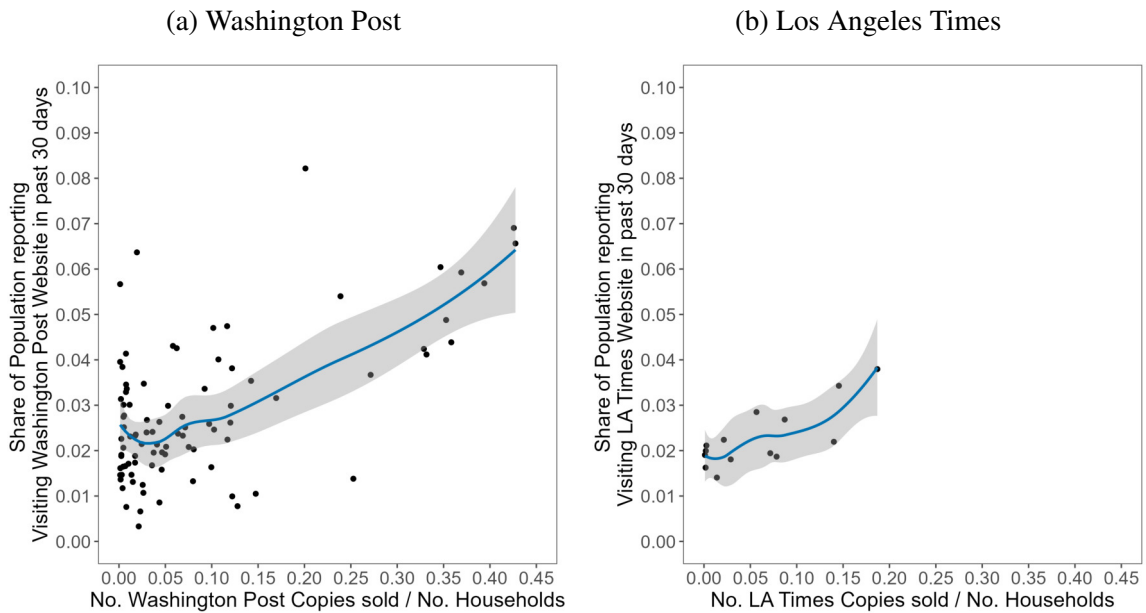 (a) Washington Post
Share of Population reporting
Visiting Washington Post Website in past 30 days
0.10
0.09
0.08
0.07
0.06
0.05
0.04
0.03
0.02
0.01
0.00
0.00 0.05 0.10 0.15 0.20 0.25 0.30 0.35 0.40 0.45
No. Washington Post Copies sold / No. Households
(b) Los Angeles Times
Share of Population reporting
Visiting LA Times Website in past 30 days
0.10
0.09
0.08
0.07
0.06
0.05
0.04
0.03
0.02
0.01
0.00
0.00 0.05 0.10 0.15 0.20 0.25 0.30 0.35 0.40 0.45
No. LA Times Copies sold / No. Households